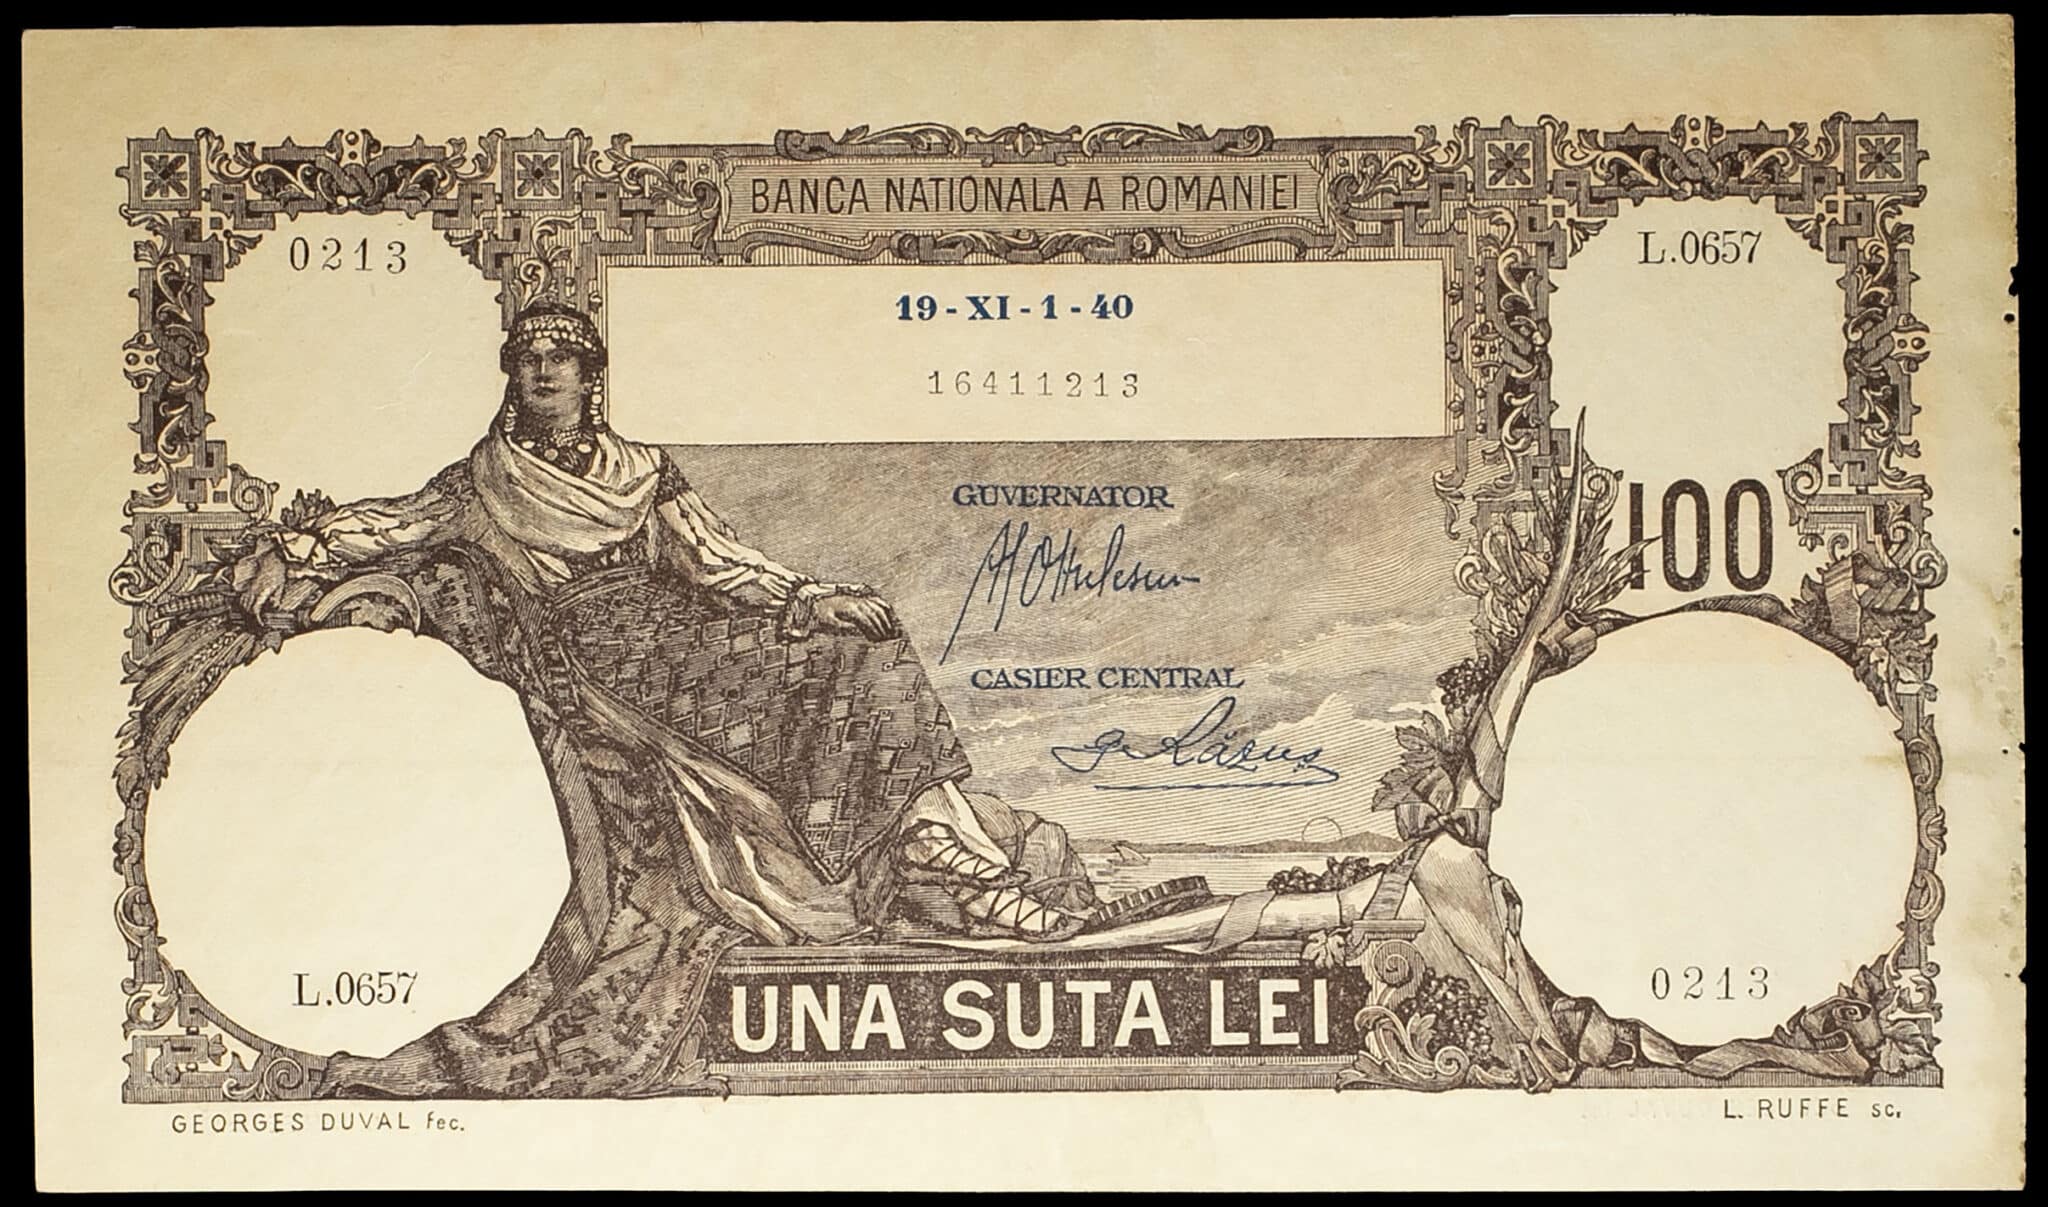 BANCA NATIONALA A ROMANIEI
0213
L.0657
19-XI-1-40
16411213
GUVERNATOR
100
CASIER CENTRAL
L.0657
0213
UNA SUTA LEI
GEORGES DUVAL fec.
L. RUFFE sc.